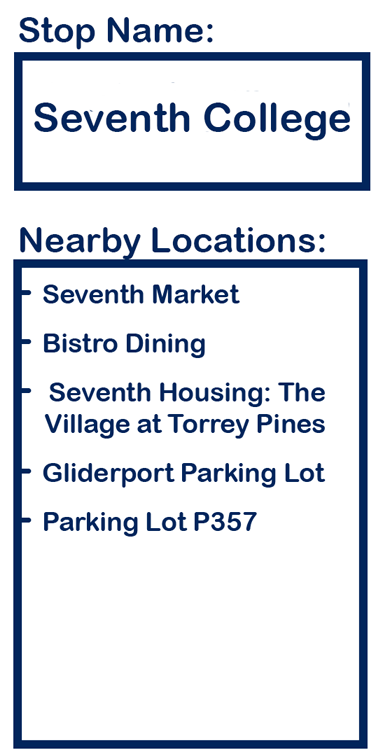 Stop Name:
Seventh College
Nearby Locations:
- Seventh Market
- Bistro Dining
- Seventh Housing: The
Village at Torrey Pines
- Gliderport Parking Lot
- Parking Lot P357